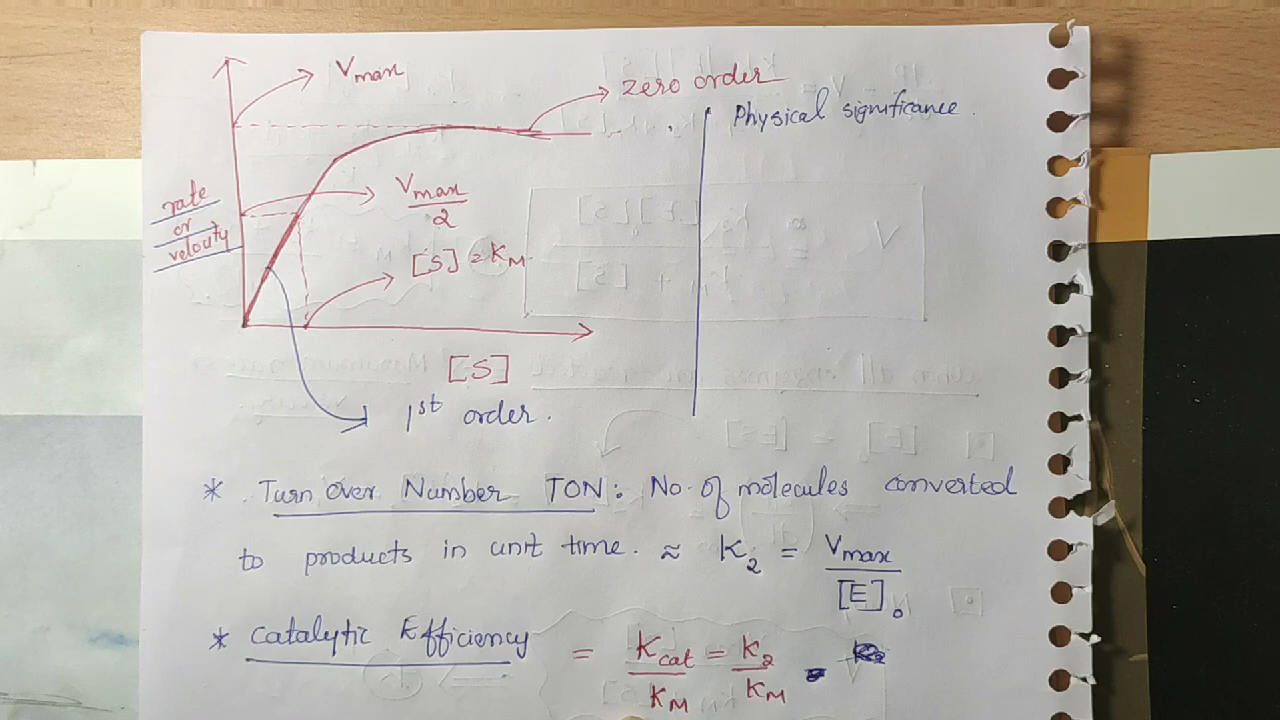 Vmax
zero order
Physical significance.
rate
or
velocity
Vmax
2
[S] = KM
[S]
1st order.
* Turn over Number TON: No. of molecules converted
to products in unit time. ≈ K2 = Vmax
[E]0
* Catalytic Efficiency = Kcat = K2
KM KM